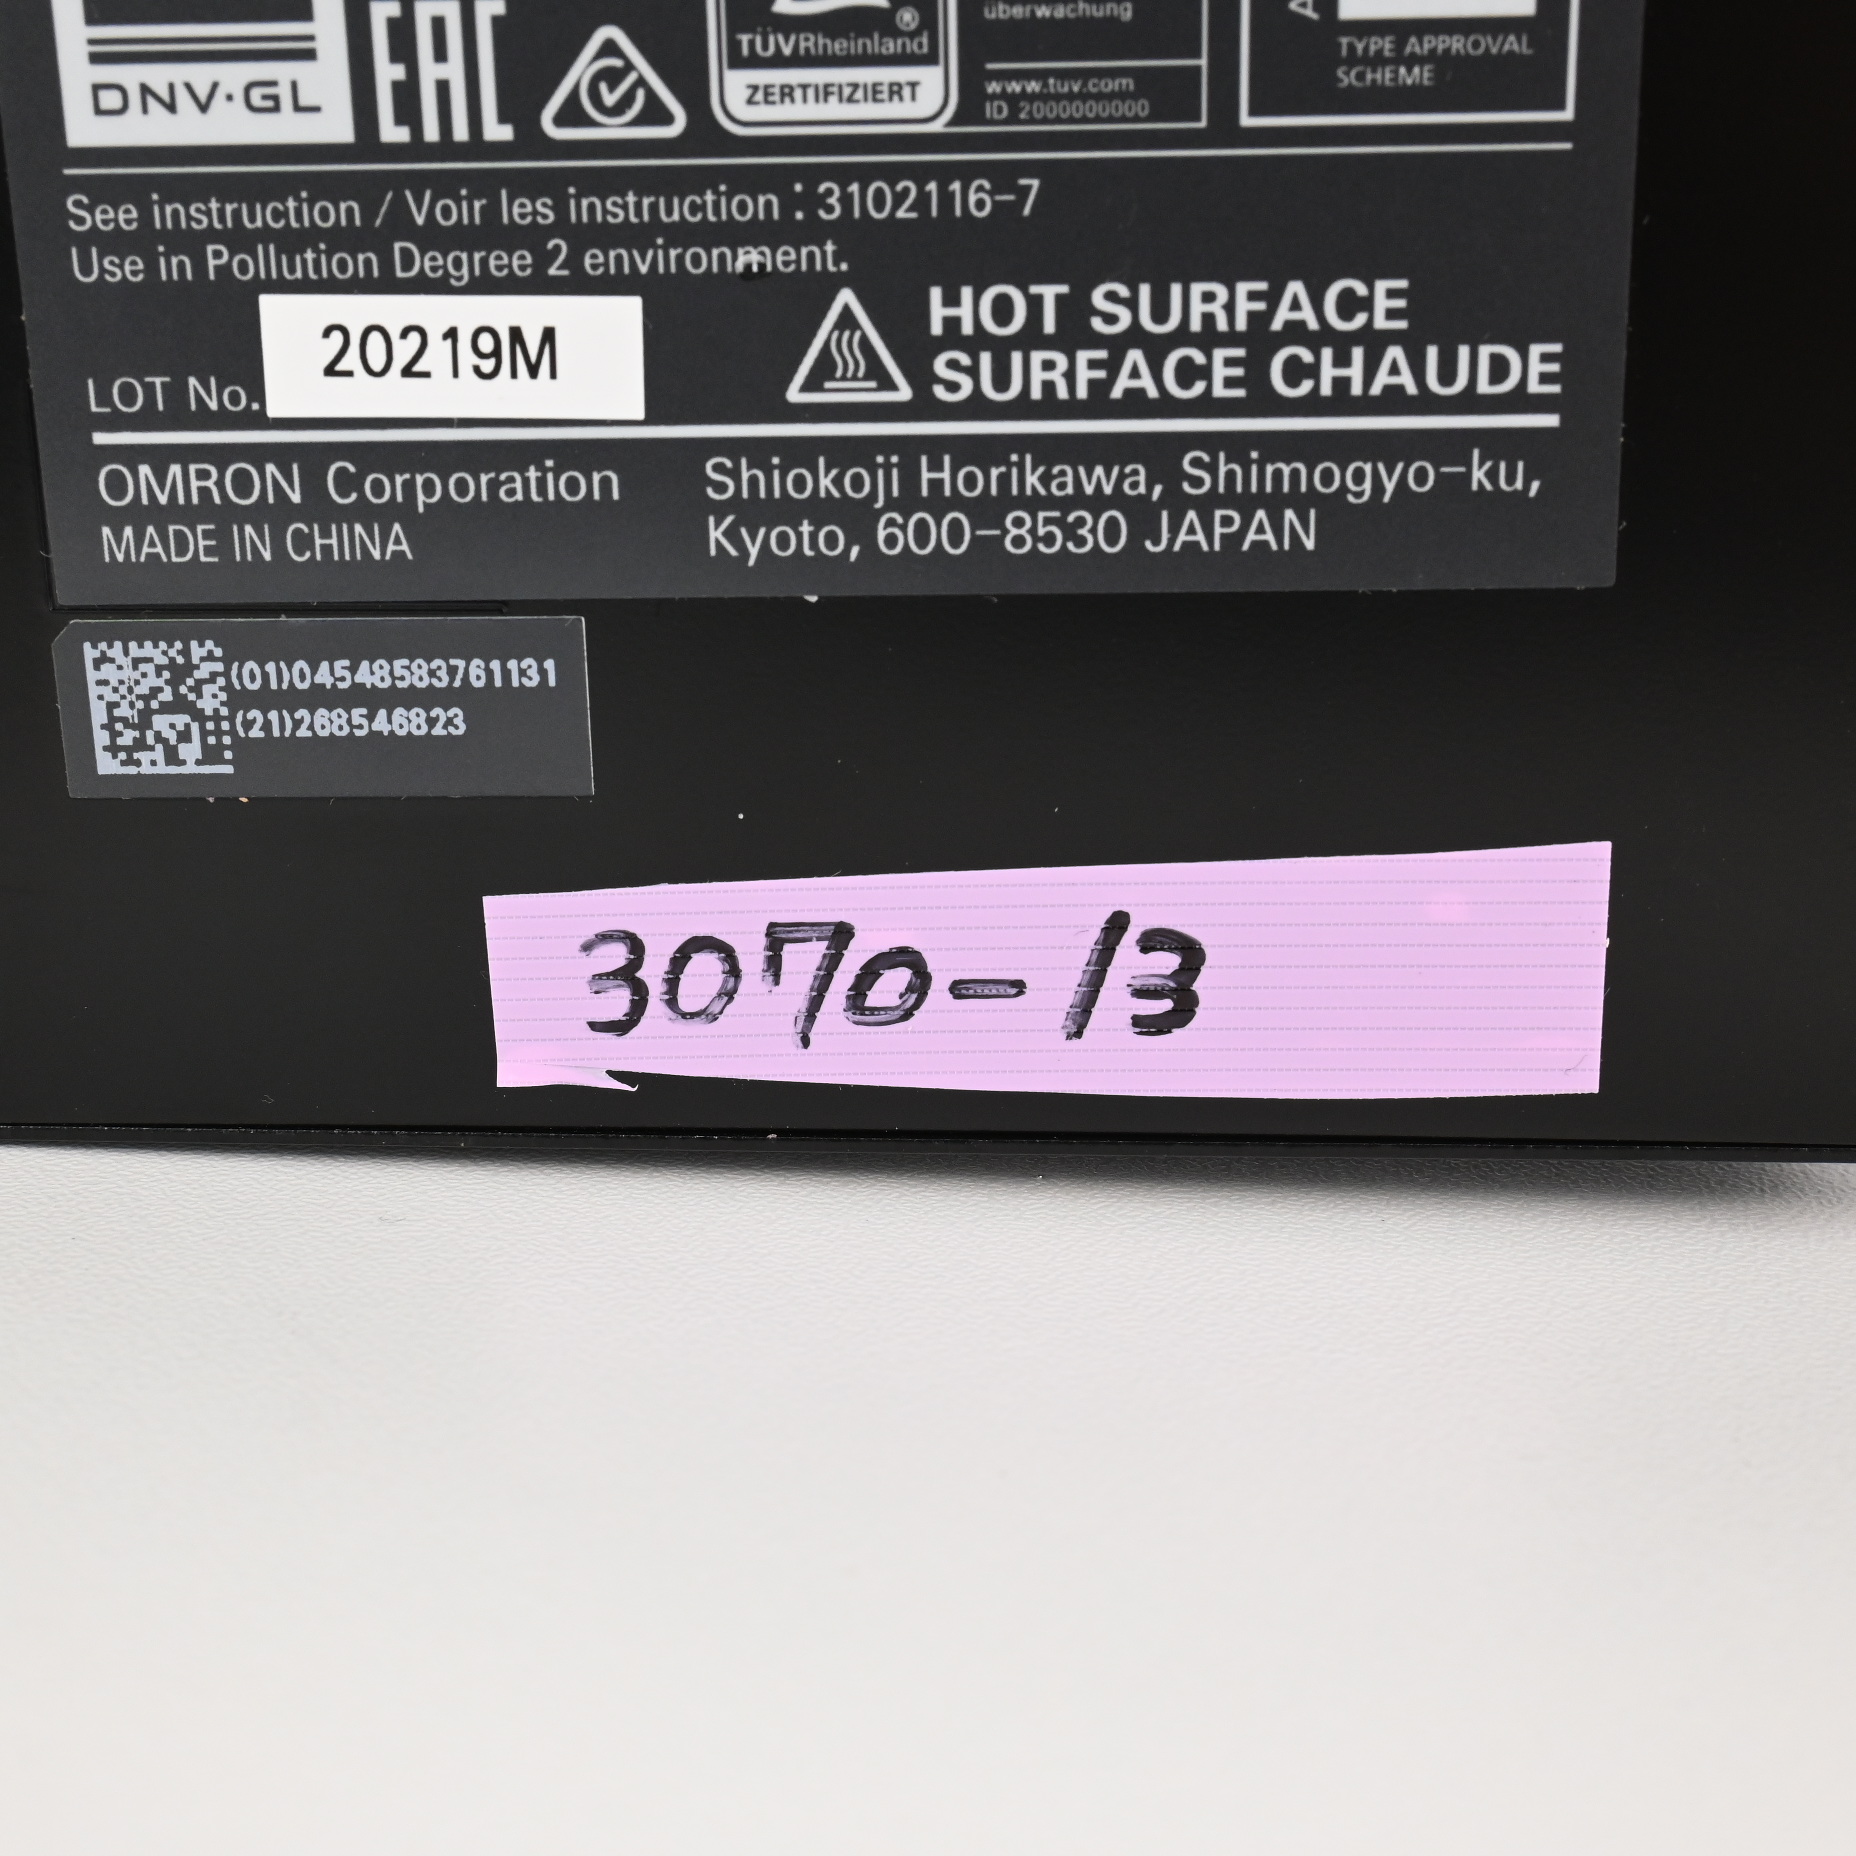 überwachung
TÜVRheinland®
TYPE APPROVAL
DNV·GL
EAC
ZERTIFIZIERT
www.tuv.com
SCHEME
ID 2000000000
See instruction / Voir les instruction : 3102116-7
Use in Pollution Degree 2 environment.
LOT No. 20219M
HOT SURFACE
SURFACE CHAUDE
OMRON Corporation
MADE IN CHINA
Shiokoji Horikawa, Shimogyo-ku,
Kyoto, 600-8530 JAPAN
(01)04548583761131
(21)268546823
3070-13